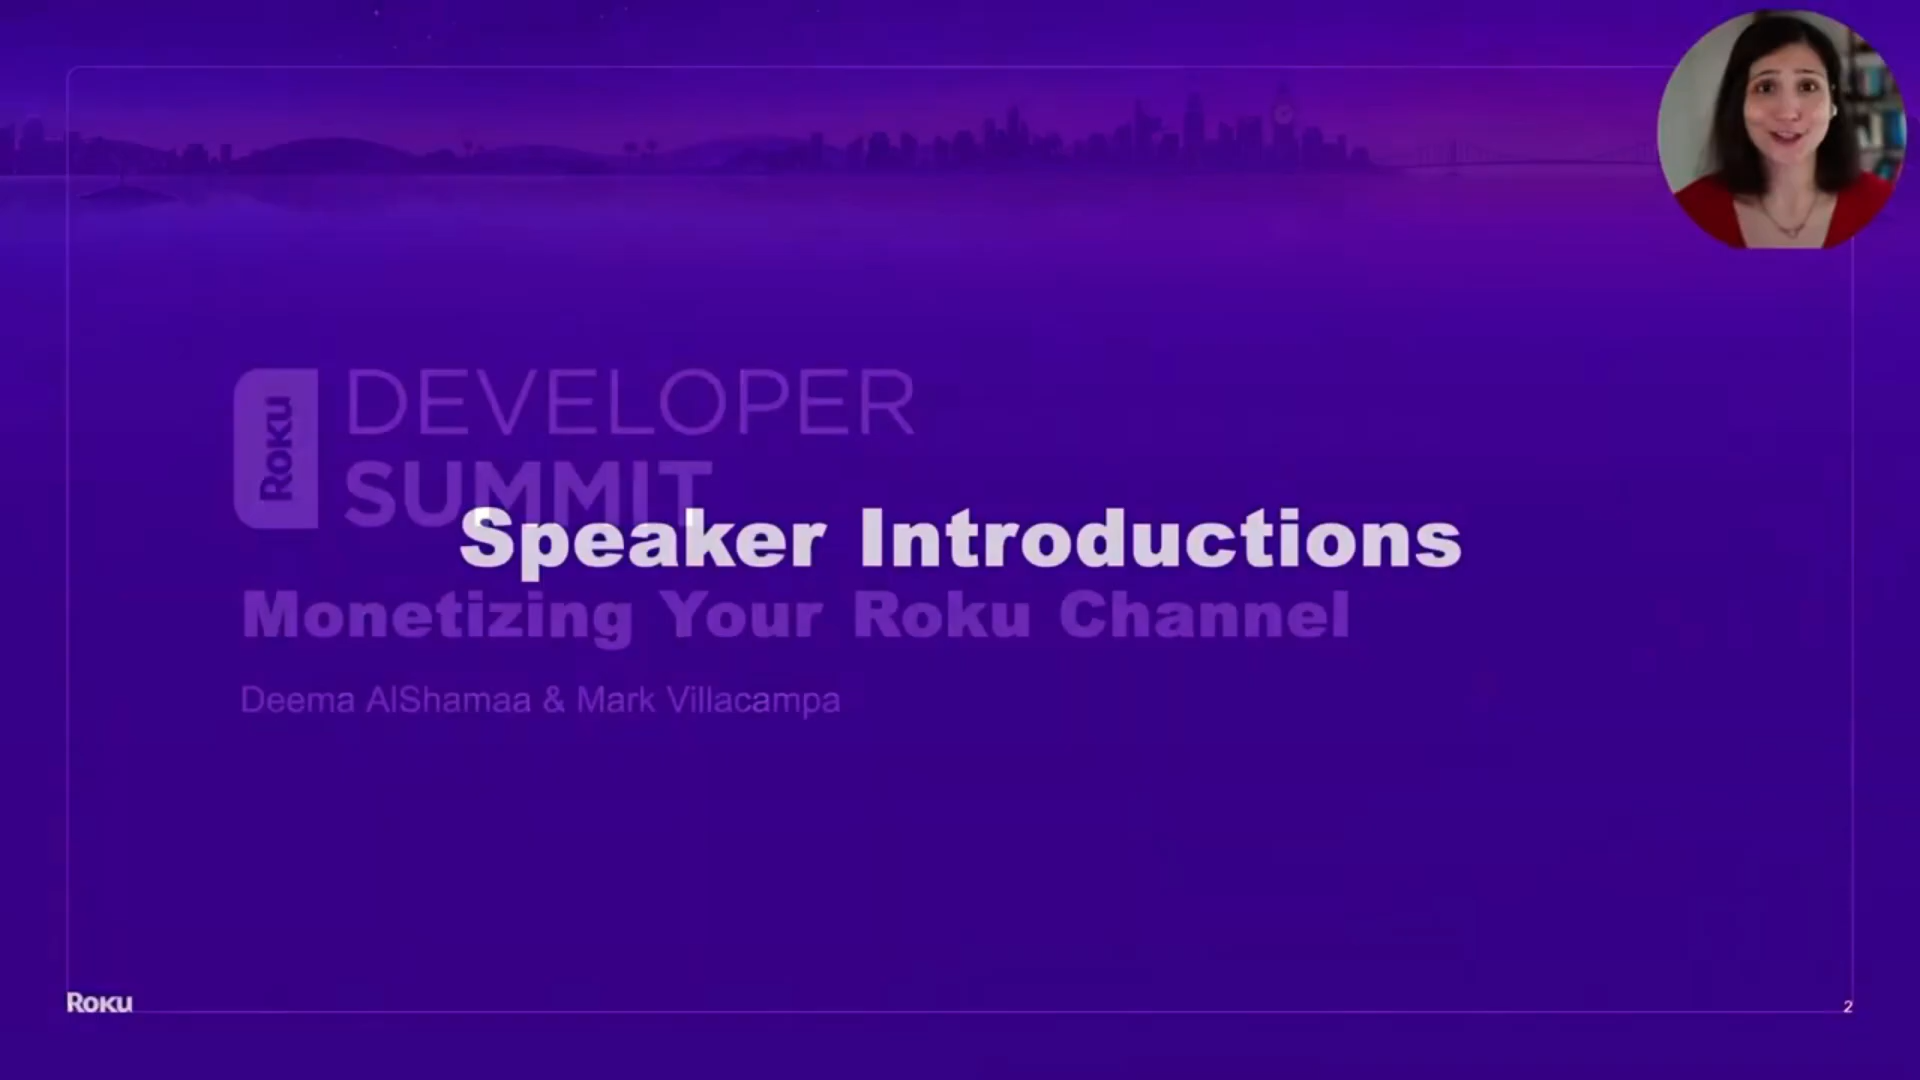 Roku
DEVELOPER
SUMMIT
Speaker Introductions
Monetizing Your Roku Channel
Deema AlShamaa & Mark Villacampa
Roku
2